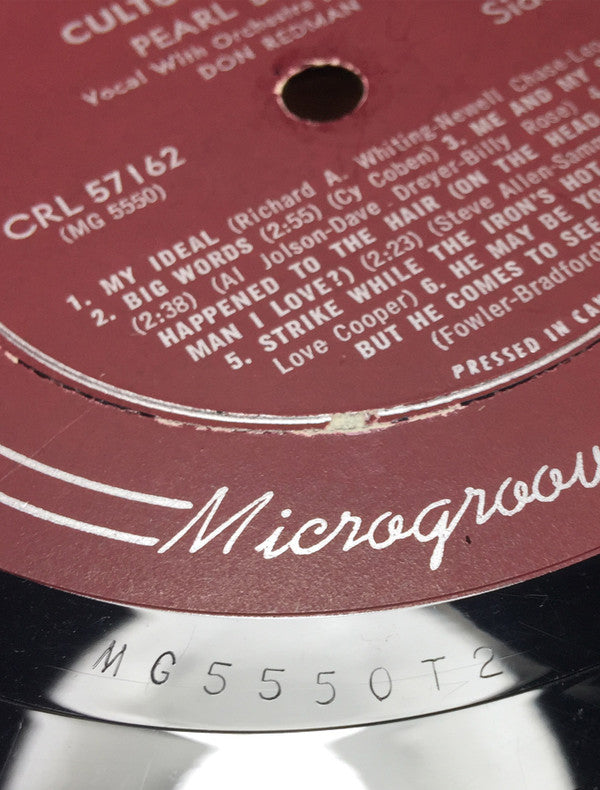 PEARL
Vocal With Orchestra
DON REDMAN
CRL 57162
(MG 5550)
1. MY IDEAL (Richard A. Whiting-Newell Chase-Leo
2. BIG WORDS (2:55) (Cy Coben) 3. ME AND MY
(2:38) (Al Jolson-Dave Dreyer-Billy Rose)
HAPPENED TO THE HAIR (ON THE HEAD
MAN I LOVE?) (2:23) (Steve Allen-Sam
5. STRIKE WHILE THE IRON'S HOT
Love Cooper) 6. HE MAY BE YO
BUT HE COMES TO SEE
(Fowler-Bradford)
PRESSED IN CA
Microgroov
MG5550T2